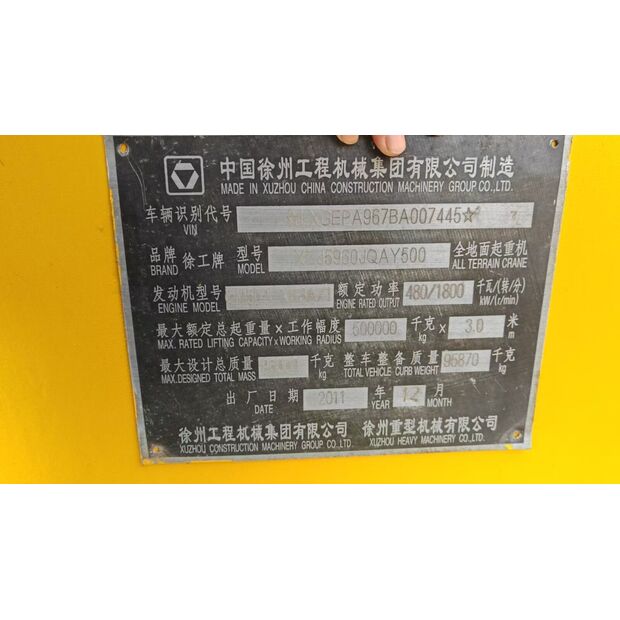 中国徐州工程机械集团有限公司制造
MADE IN XUZHOU CHINA CONSTRUCTION MACHINERY GROUP CO.,LTD.
车辆识别代号
VIN
GEPA967BA007445☆
品牌 徐工牌 型号 5960JQAY500 全地面起重机
BRAND MODEL ALL TERRAIN CRANE
发动机型号 额定功率 480/1800 千瓦/(转/分)
ENGINE MODEL ENGINE RATED OUTPUT kW/(r/min)
最大额定总起重量×工作幅度 500000 千克 × 3.0 米
MAX. RATED LIFTING CAPACITY×WORKING RADIUS kg m
最大设计总质量 千克 整车整备质量 95870 千克
MAX.DESIGNED TOTAL MASS kg TOTAL VEHICLE CURB WEIGHT kg
出厂日期 2011 年 12 月
DATE YEAR MONTH
徐州工程机械集团有限公司 徐州重型机械有限公司
XUZHOU CONSTRUCTION MACHINERY GROUP CO.,LTD. XUZHOU HEAVY MACHINERY CO.,LTD.